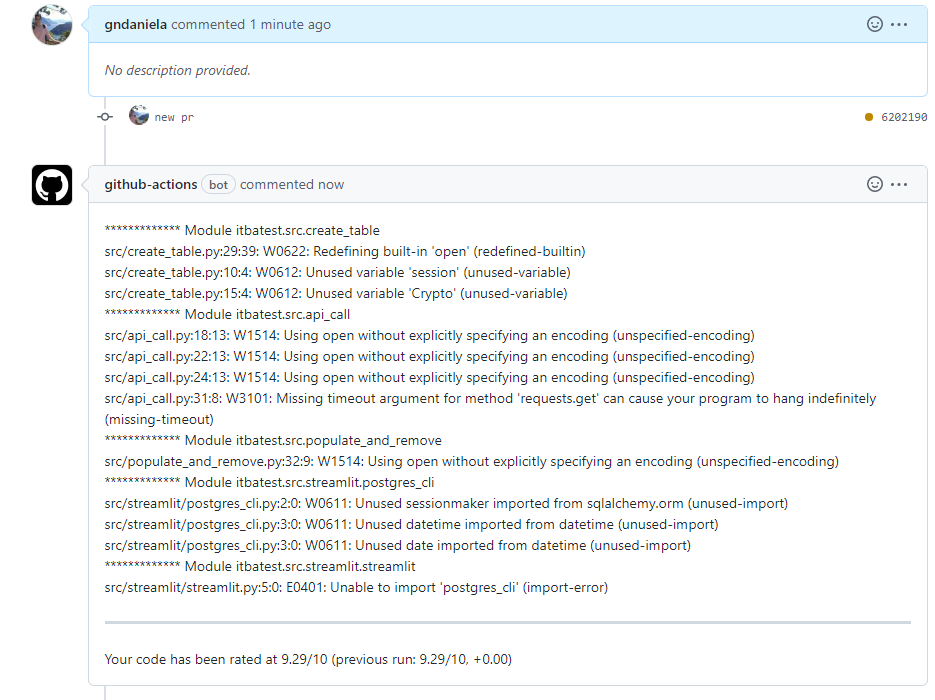 gndaniela commented 1 minute ago
No description provided.
new pr 6202190
github-actions bot commented now
************* Module itbatest.src.create_table
src/create_table.py:29:39: W0622: Redefining built-in 'open' (redefined-builtin)
src/create_table.py:10:4: W0612: Unused variable 'session' (unused-variable)
src/create_table.py:15:4: W0612: Unused variable 'Crypto' (unused-variable)
************* Module itbatest.src.api_call
src/api_call.py:18:13: W1514: Using open without explicitly specifying an encoding (unspecified-encoding)
src/api_call.py:22:13: W1514: Using open without explicitly specifying an encoding (unspecified-encoding)
src/api_call.py:24:13: W1514: Using open without explicitly specifying an encoding (unspecified-encoding)
src/api_call.py:31:8: W3101: Missing timeout argument for method 'requests.get' can cause your program to hang indefinitely
(missing-timeout)
************* Module itbatest.src.populate_and_remove
src/populate_and_remove.py:32:9: W1514: Using open without explicitly specifying an encoding (unspecified-encoding)
************* Module itbatest.src.streamlit.postgres_cli
src/streamlit/postgres_cli.py:2:0: W0611: Unused sessionmaker imported from sqlalchemy.orm (unused-import)
src/streamlit/postgres_cli.py:3:0: W0611: Unused datetime imported from datetime (unused-import)
src/streamlit/postgres_cli.py:3:0: W0611: Unused date imported from datetime (unused-import)
************* Module itbatest.src.streamlit.streamlit
src/streamlit/streamlit.py:5:0: E0401: Unable to import 'postgres_cli' (import-error)
Your code has been rated at 9.29/10 (previous run: 9.29/10, +0.00)